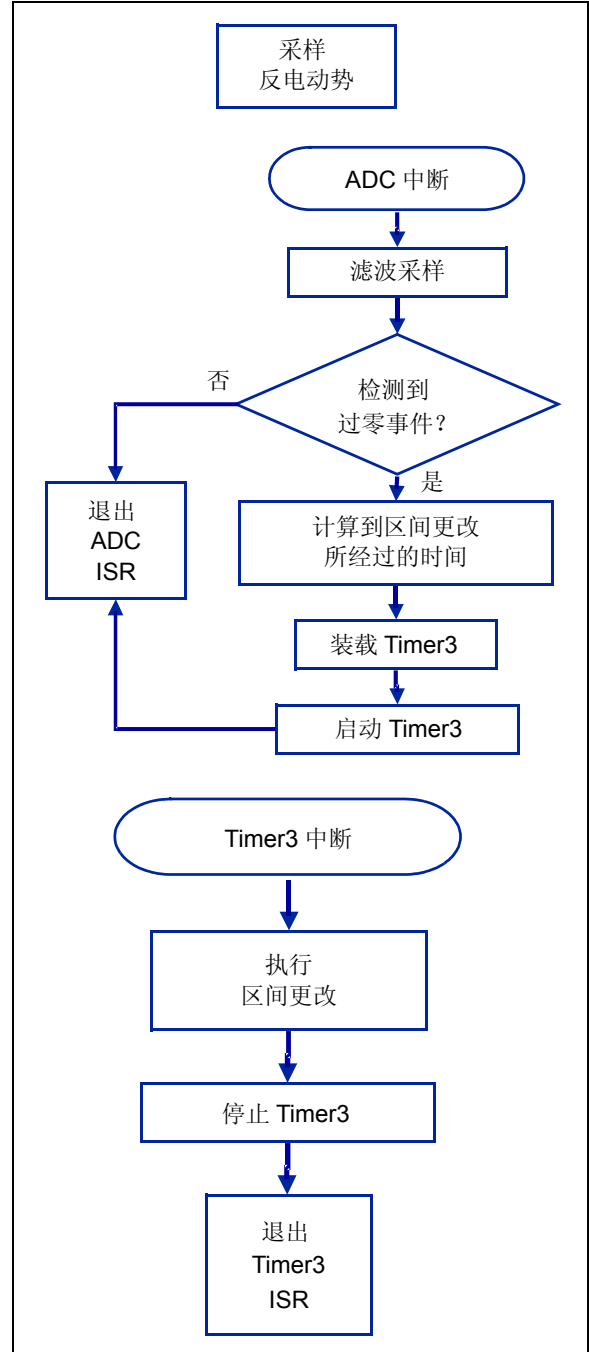 采样
反电动势
ADC 中断
滤波采样
检测到
过零事件？
否
是
退出
ADC
ISR
计算到区间更改
所经过的时间
装载 Timer3
启动 Timer3
Timer3 中断
执行
区间更改
停止 Timer3
退出
Timer3
ISR